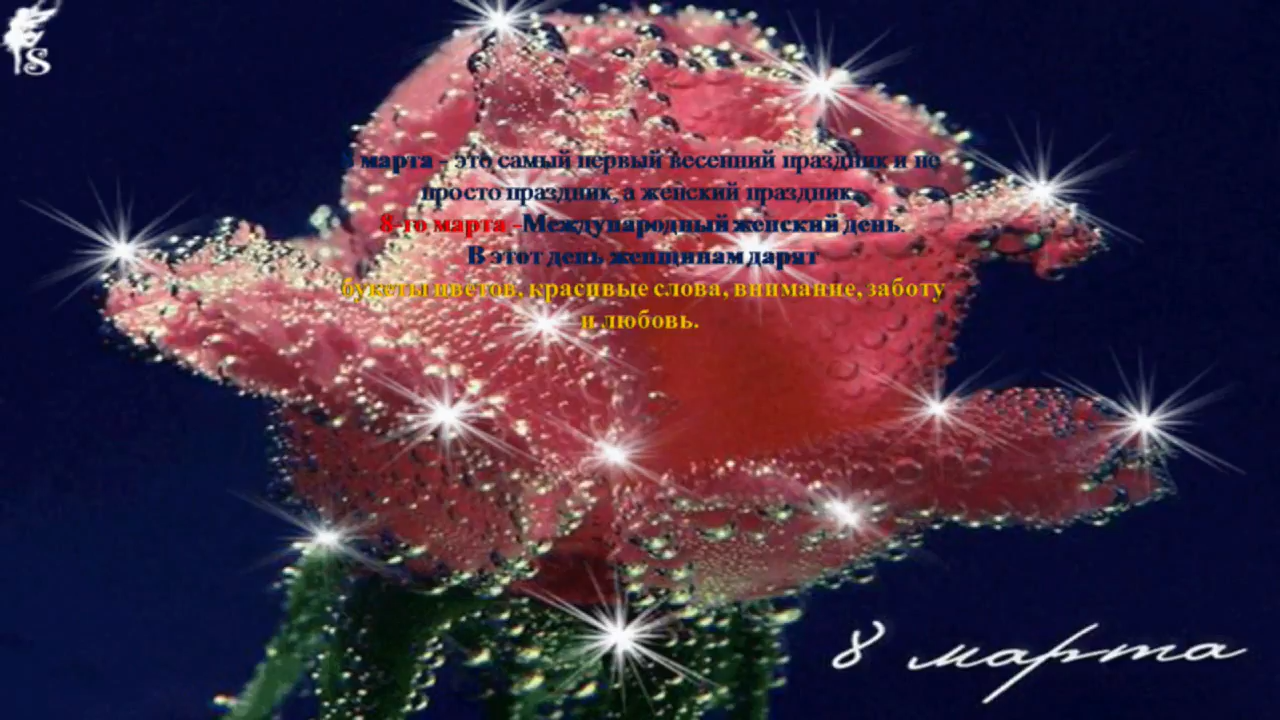 S
8 марта - это самый первый весенний праздник и не
просто праздник, а женский праздник.
8-го марта -Международный женский день.
В этот день женщинам дарят
букеты цветов, красивые слова, внимание, заботу
и любовь.
8 марта